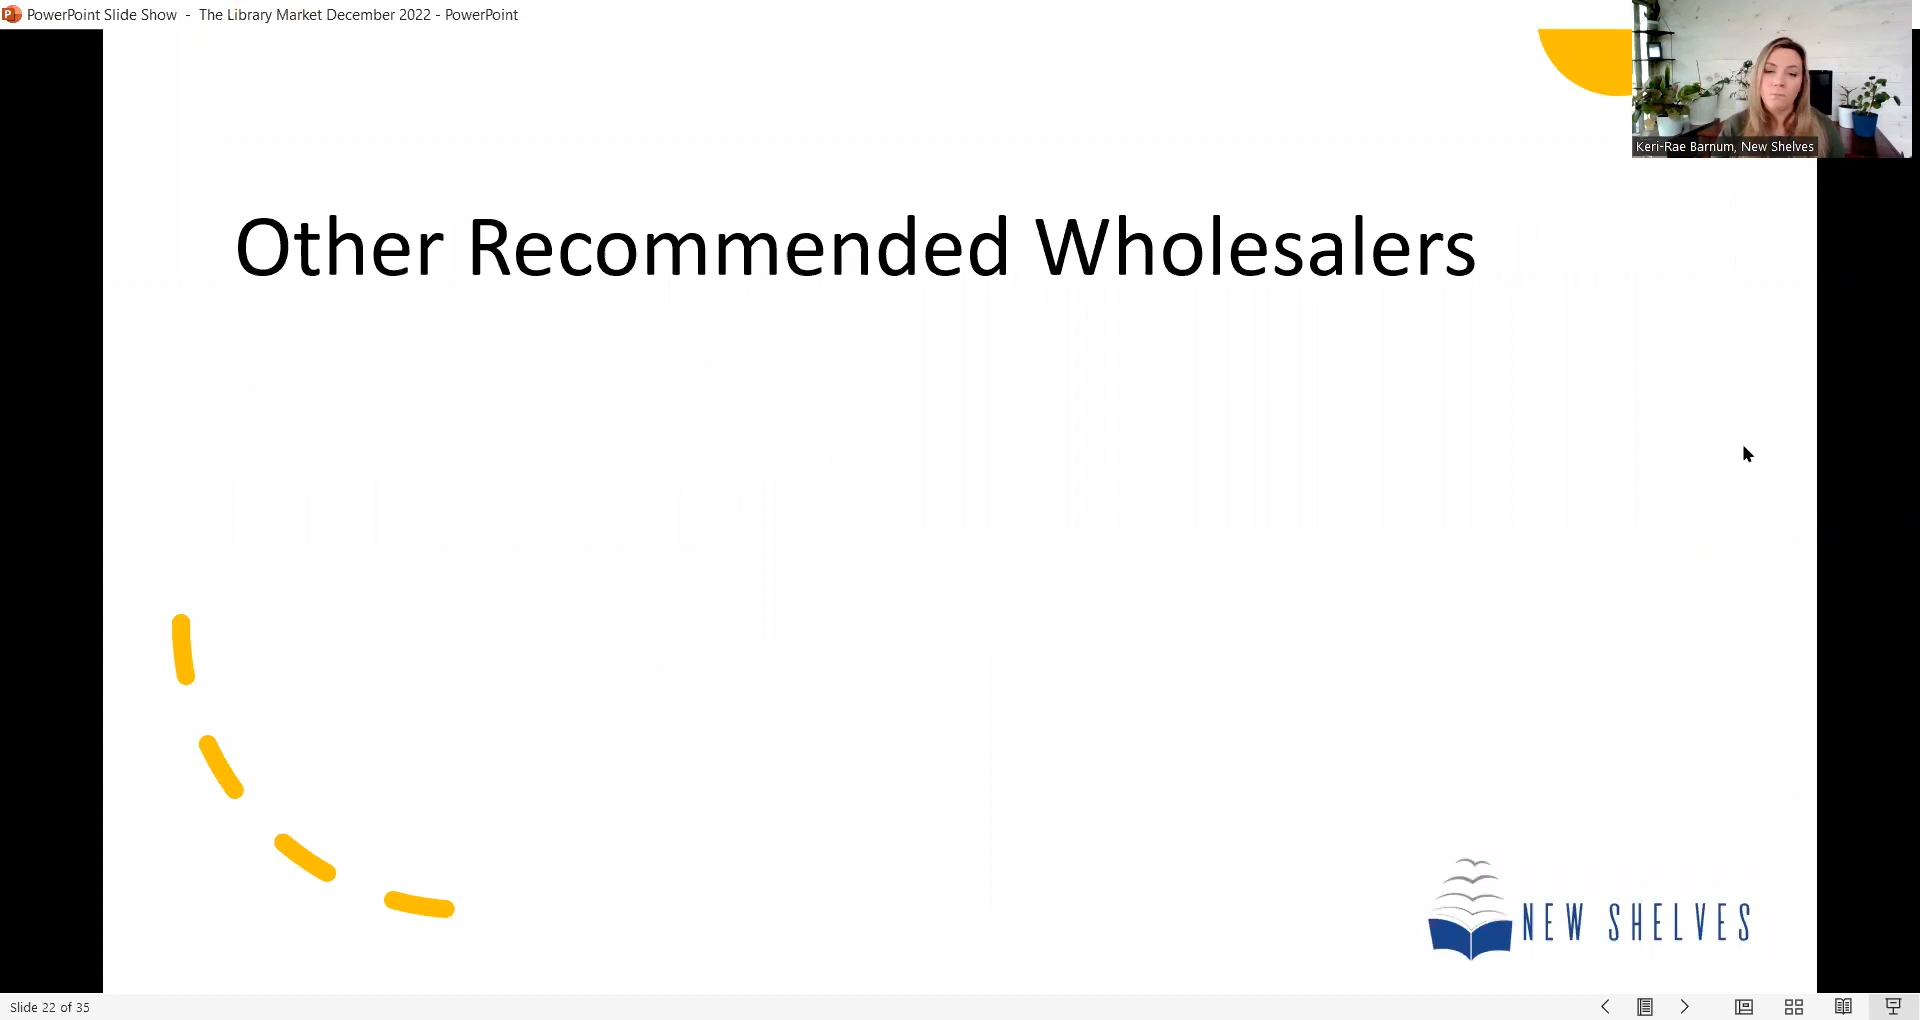 PowerPoint Slide Show - The Library Market December 2022 - PowerPoint
Keri-Rae Barnum, New Shelves
Other Recommended Wholesalers
NEW SHELVES
Slide 22 of 35